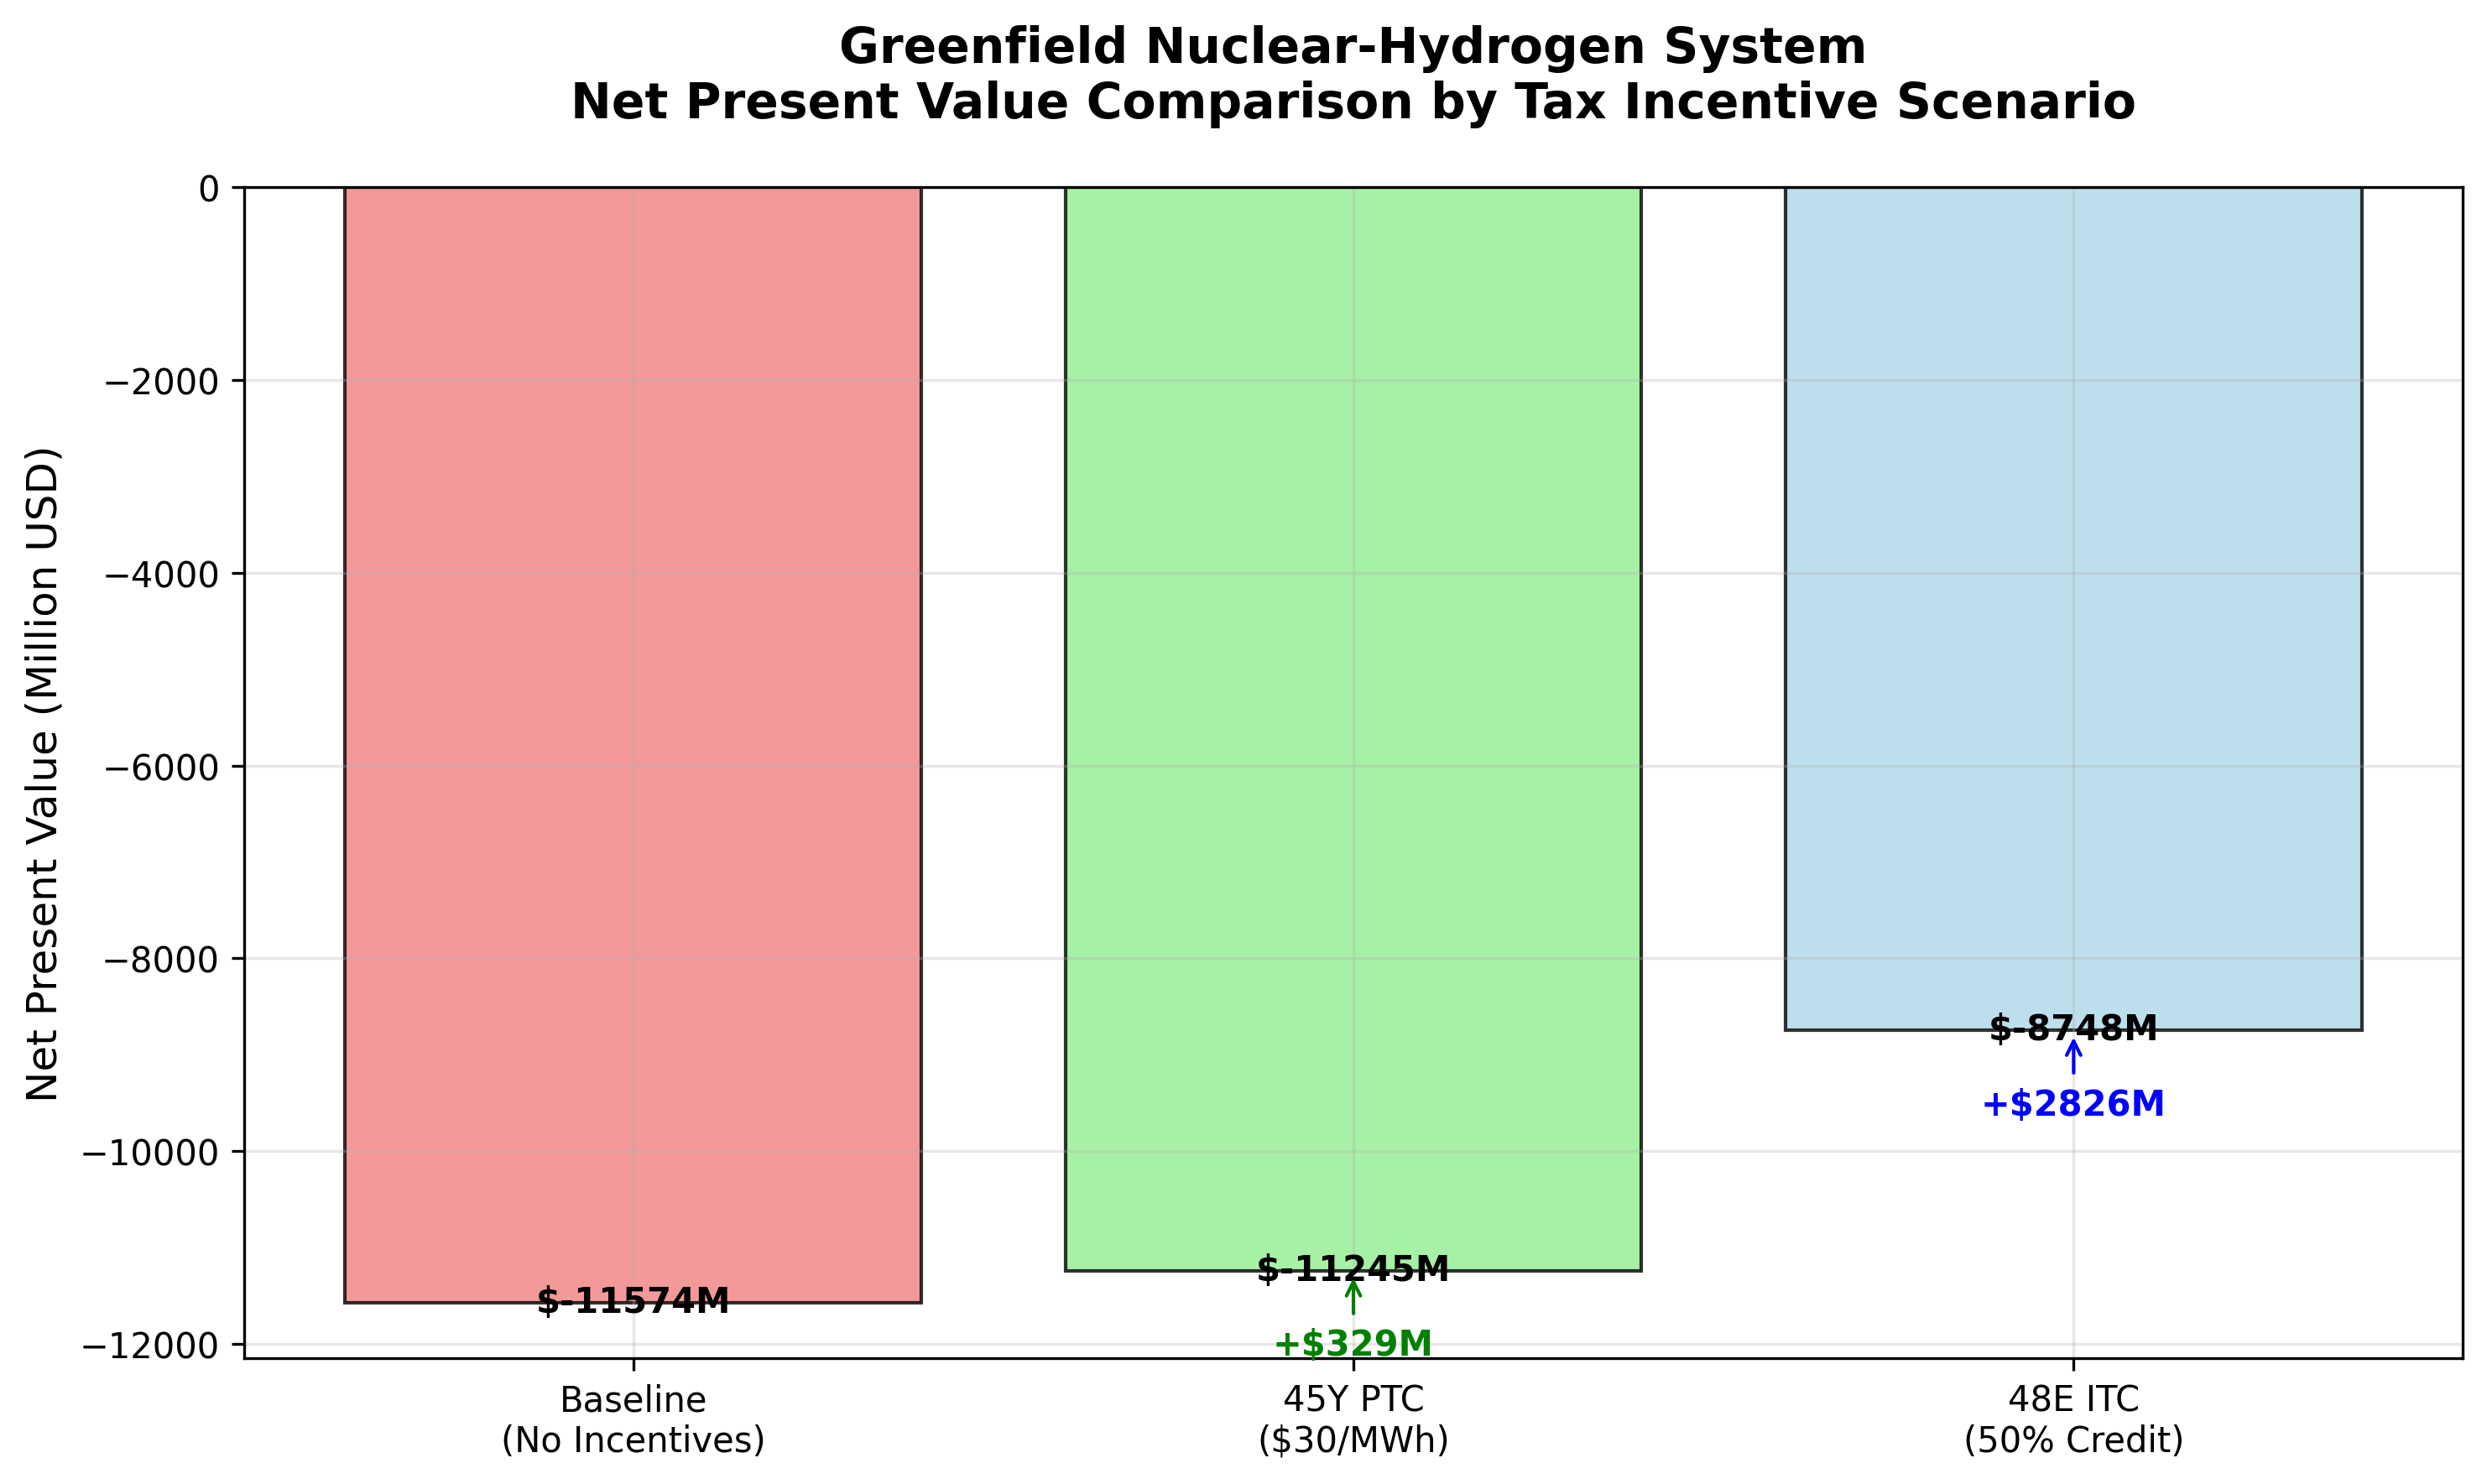 Greenfield Nuclear-Hydrogen System
Net Present Value Comparison by Tax Incentive Scenario
Net Present Value (Million USD)
0
−2000
−4000
−6000
−8000
−10000
−12000
$-11574M
$-11245M
+$329M
$-8748M
+$2826M
Baseline
(No Incentives)
45Y PTC
($30/MWh)
48E ITC
(50% Credit)